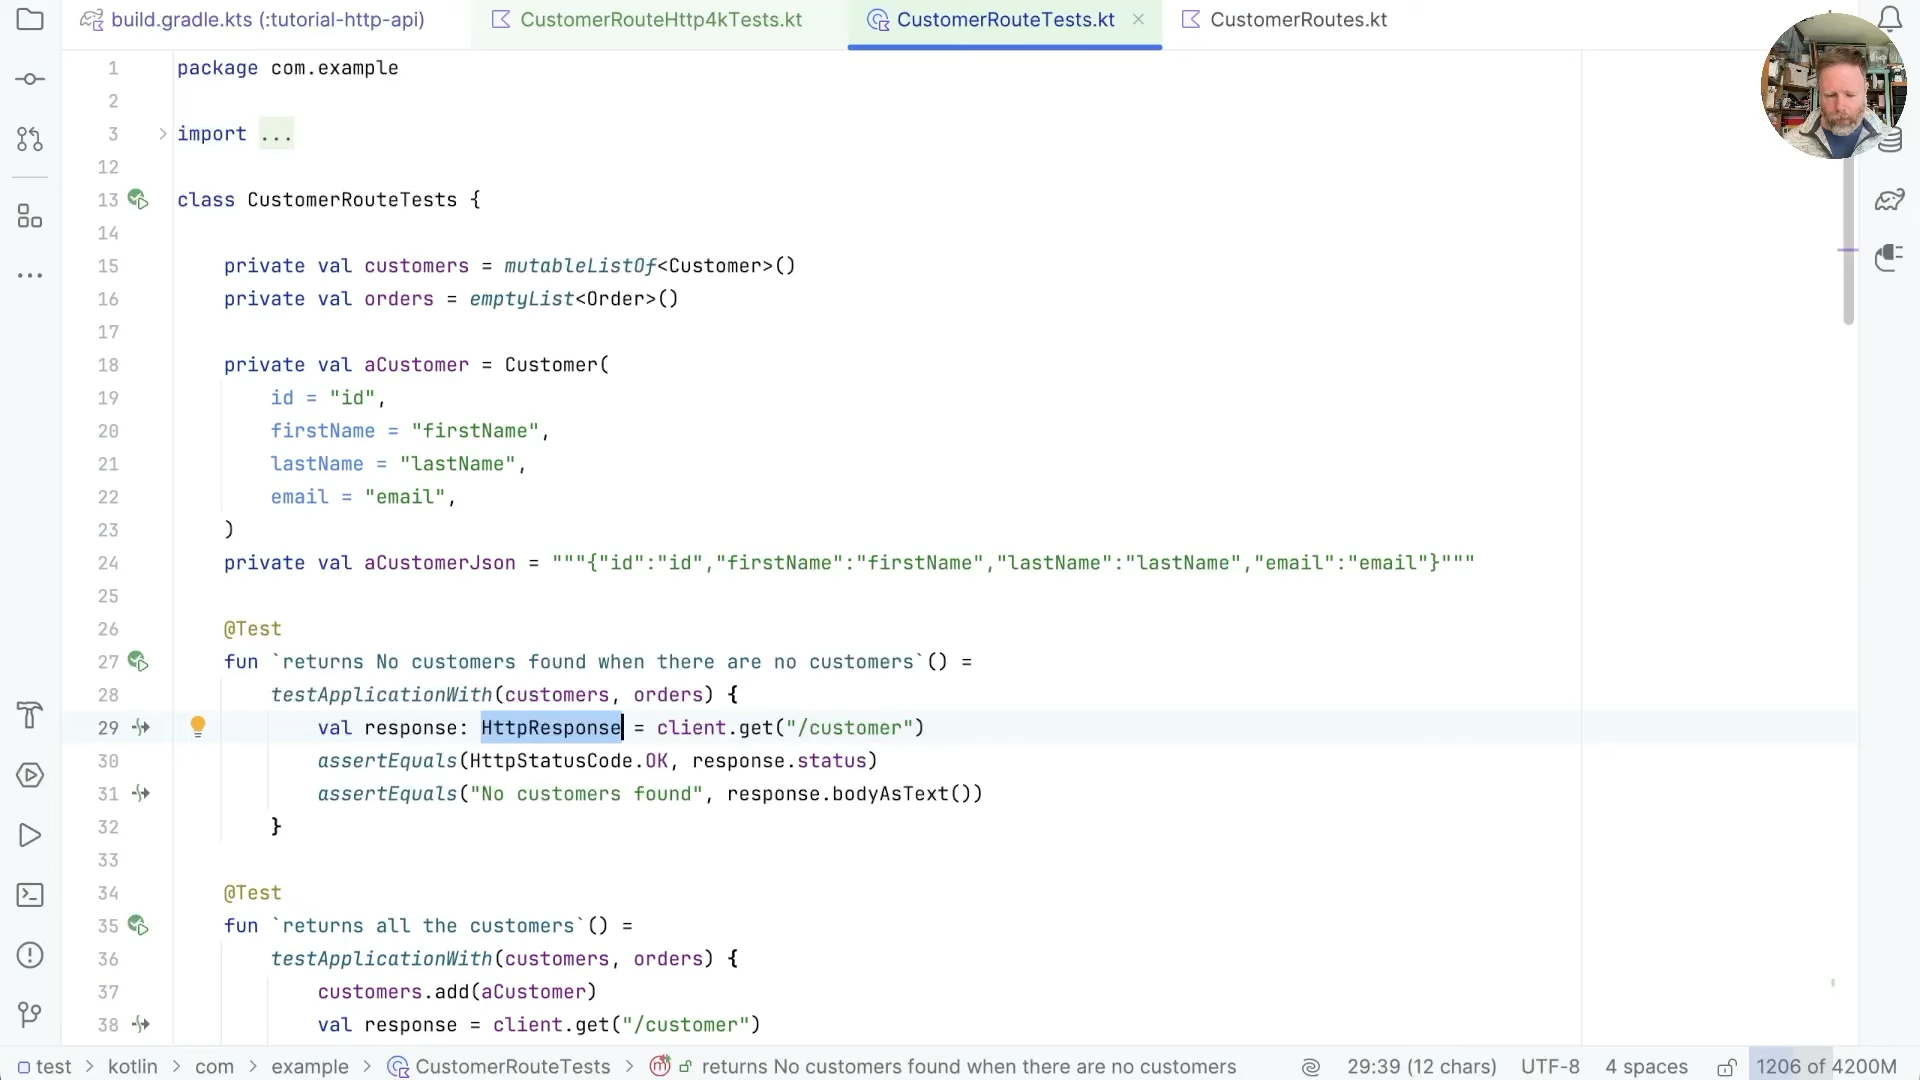 build.gradle.kts (:tutorial-http-api) CustomerRouteHttp4kTests.kt CustomerRouteTests.kt CustomerRoutes.kt
1 package com.example
2
3 import ...
12
13 class CustomerRouteTests {
14
15 private val customers = mutableListOf<Customer>()
16 private val orders = emptyList<Order>()
17
18 private val aCustomer = Customer(
19 id = "id",
20 firstName = "firstName",
21 lastName = "lastName",
22 email = "email",
23 )
24 private val aCustomerJson = """{"id":"id","firstName":"firstName","lastName":"lastName","email":"email"}"""
25
26 @Test
27 fun `returns No customers found when there are no customers`() =
28 testApplicationWith(customers, orders) {
29 val response: HttpResponse = client.get("/customer")
30 assertEquals(HttpStatusCode.OK, response.status)
31 assertEquals("No customers found", response.bodyAsText())
32 }
33
34 @Test
35 fun `returns all the customers`() =
36 testApplicationWith(customers, orders) {
37 customers.add(aCustomer)
38 val response = client.get("/customer")
test > kotlin > com > example > CustomerRouteTests > returns No customers found when there are no customers 29:39 (12 chars) UTF-8 4 spaces 1206 of 4200M